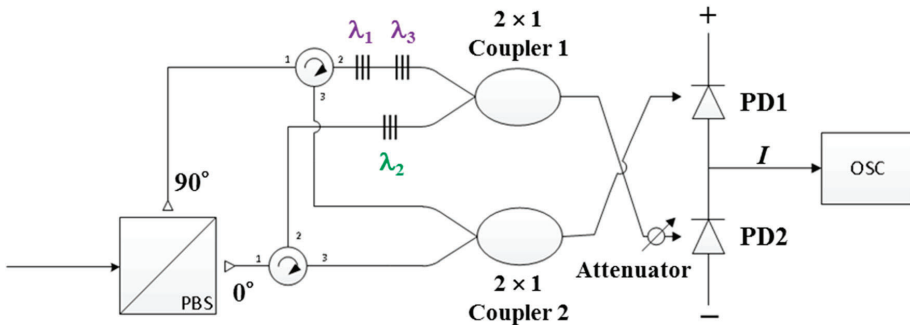 2 × 1
Coupler 1
λ1 λ3
+
1
2
3
PD1
λ2
I
OSC
90°
2
1
3
0°
PBS
Attenuator
PD2
2 × 1
Coupler 2
−